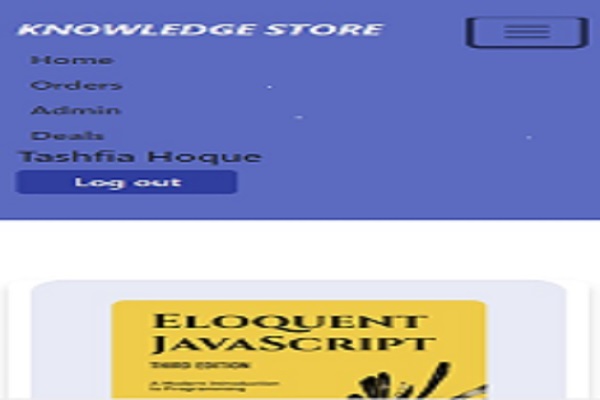 KNOWLEDGE STORE
Home
Orders
Admin
Deals
Tashfia Hoque
Log out
ELOQUENT
JAVASCRIPT
THIRD EDITION
A Modern Introduction
to Programming